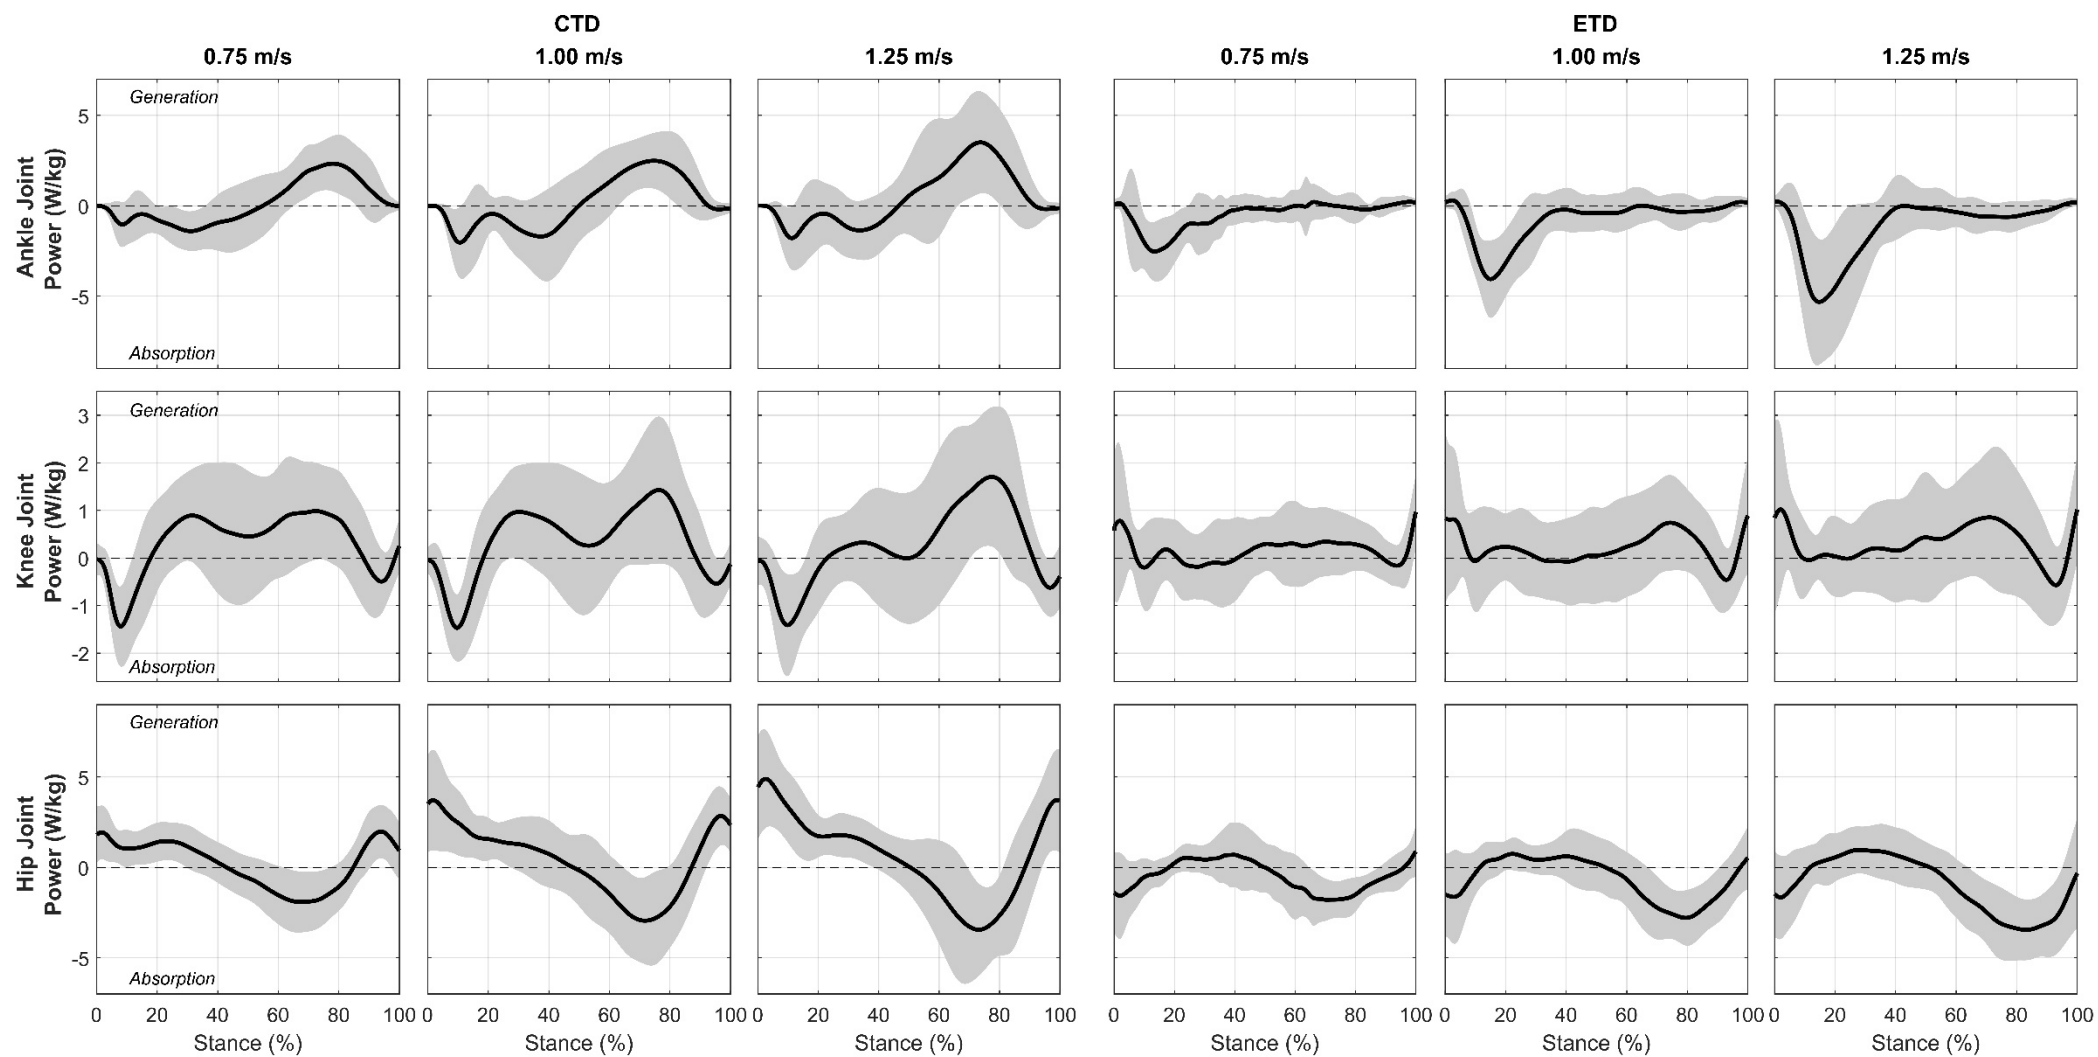 CTD
ETD
0.75 m/s
1.00 m/s
1.25 m/s
0.75 m/s
1.00 m/s
1.25 m/s
Ankle Joint
Power (W/kg)
5
0
-5
Generation
Absorption
Knee Joint
Power (W/kg)
3
2
1
0
-1
-2
Generation
Absorption
Hip Joint
Power (W/kg)
5
0
-5
Generation
Absorption
0 20 40 60 80 100
0 20 40 60 80 100
0 20 40 60 80 100
0 20 40 60 80 100
0 20 40 60 80 100
0 20 40 60 80 100
Stance (%)
Stance (%)
Stance (%)
Stance (%)
Stance (%)
Stance (%)